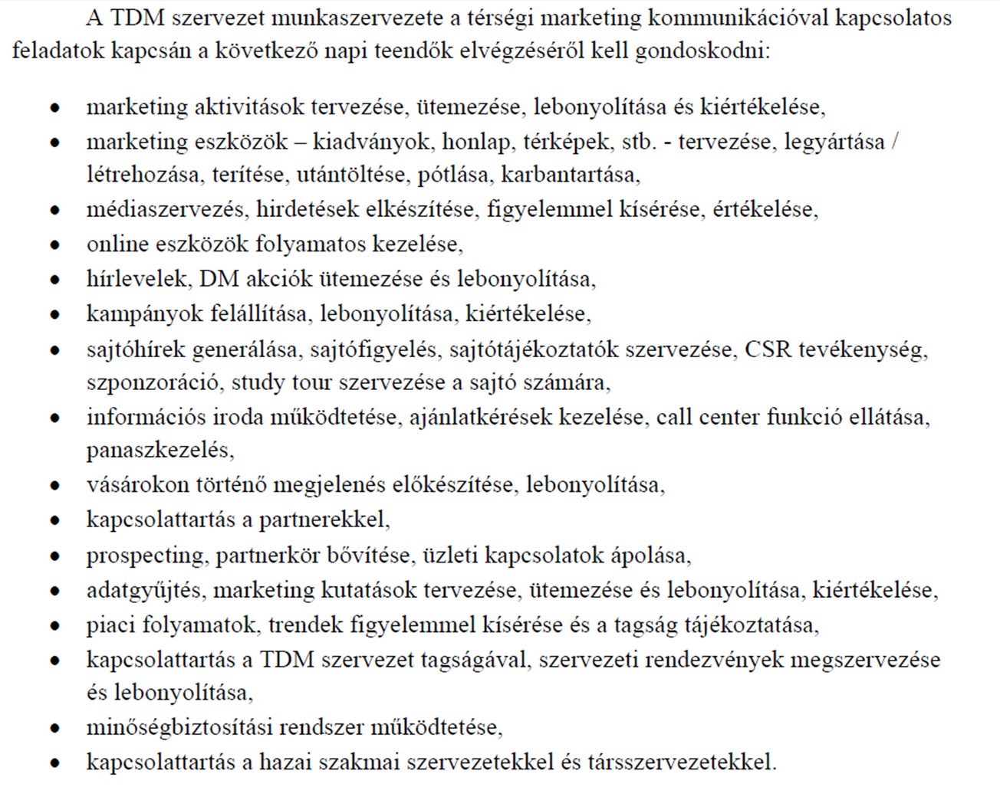 A TDM szervezet munkaszervezete a térségi marketing kommunikációval kapcsolatos
feladatok kapcsán a következő napi teendők elvégzéséről kell gondoskodni:
• marketing aktivitások tervezése, ütemezése, lebonyolítása és kiértékelése,
• marketing eszközök – kiadványok, honlap, térképek, stb. - tervezése, legyártása /
létrehozása, terítése, utántöltése, pótlása, karbantartása,
• médiaszervezés, hirdetések elkészítése, figyelemmel kísérése, értékelése,
• online eszközök folyamatos kezelése,
• hírlevelek, DM akciók ütemezése és lebonyolítása,
• kampányok felállítása, lebonyolítása, kiértékelése,
• sajtóhírek generálása, sajtófigyelés, sajtótájékoztatók szervezése, CSR tevékenység,
szponzoráció, study tour szervezése a sajtó számára,
• információs iroda működtetése, ajánlatkérések kezelése, call center funkció ellátása,
panaszkezelés,
• vásárokon történő megjelenés előkészítése, lebonyolítása,
• kapcsolattartás a partnerekkel,
• prospecting, partnerkör bővítése, üzleti kapcsolatok ápolása,
• adatgyűjtés, marketing kutatások tervezése, ütemezése és lebonyolítása, kiértékelése,
• piaci folyamatok, trendek figyelemmel kísérése és a tagság tájékoztatása,
• kapcsolattartás a TDM szervezet tagságával, szervezeti rendezvények megszervezése
és lebonyolítása,
• minőségbiztosítási rendszer működtetése,
• kapcsolattartás a hazai szakmai szervezetekkel és társszervezetekkel.